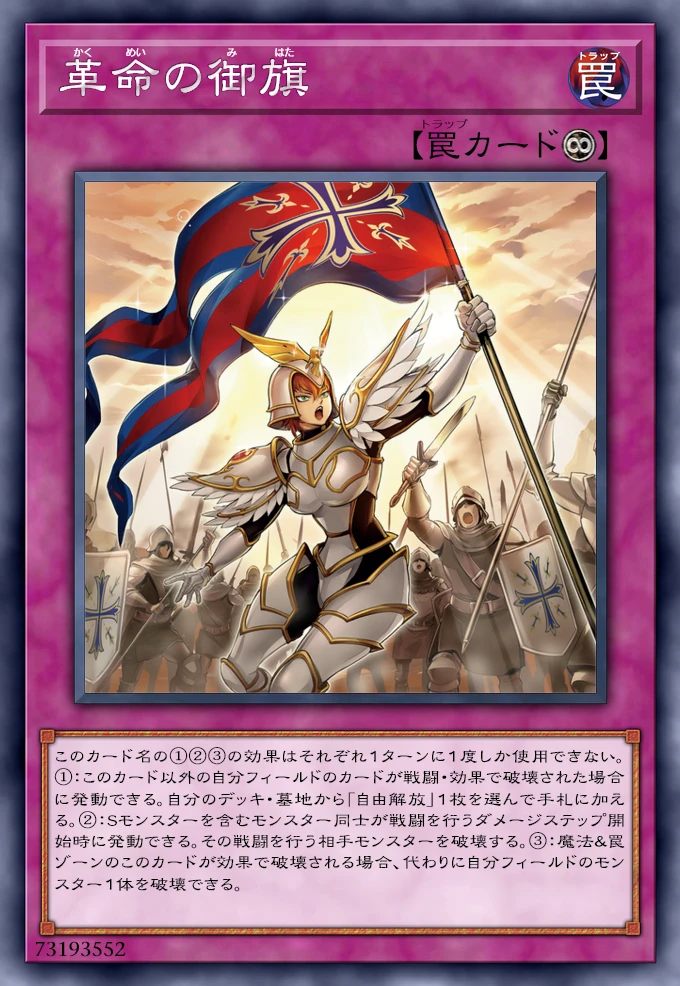 かく めい み はた
革命の御旗
トラップ
罠
トラップ
【罠カード♾】
このカード名の①②③の効果はそれぞれ1ターンに1度しか使用できない。
①:このカード以外の自分フィールドのカードが戦闘・効果で破壊された場合
に発動できる。自分のデッキ・墓地から「自由解放」1枚を選んで手札に加え
る。②:Sモンスターを含むモンスター同士が戦闘を行うダメージステップ開
始時に発動できる。その戦闘を行う相手モンスターを破壊する。③:魔法&罠
ゾーンのこのカードが効果で破壊される場合、代わりに自分フィールドのモン
スター1体を破壊できる。
73193552